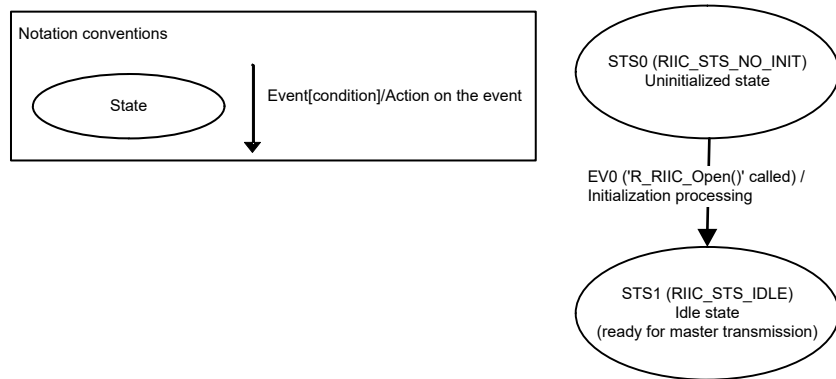 Notation conventions
State
Event[condition]/Action on the event
STS0 (RIIC_STS_NO_INIT)
Uninitialized state
EV0 ('R_RIIC_Open()' called) /
Initialization processing
STS1 (RIIC_STS_IDLE)
Idle state
(ready for master transmission)